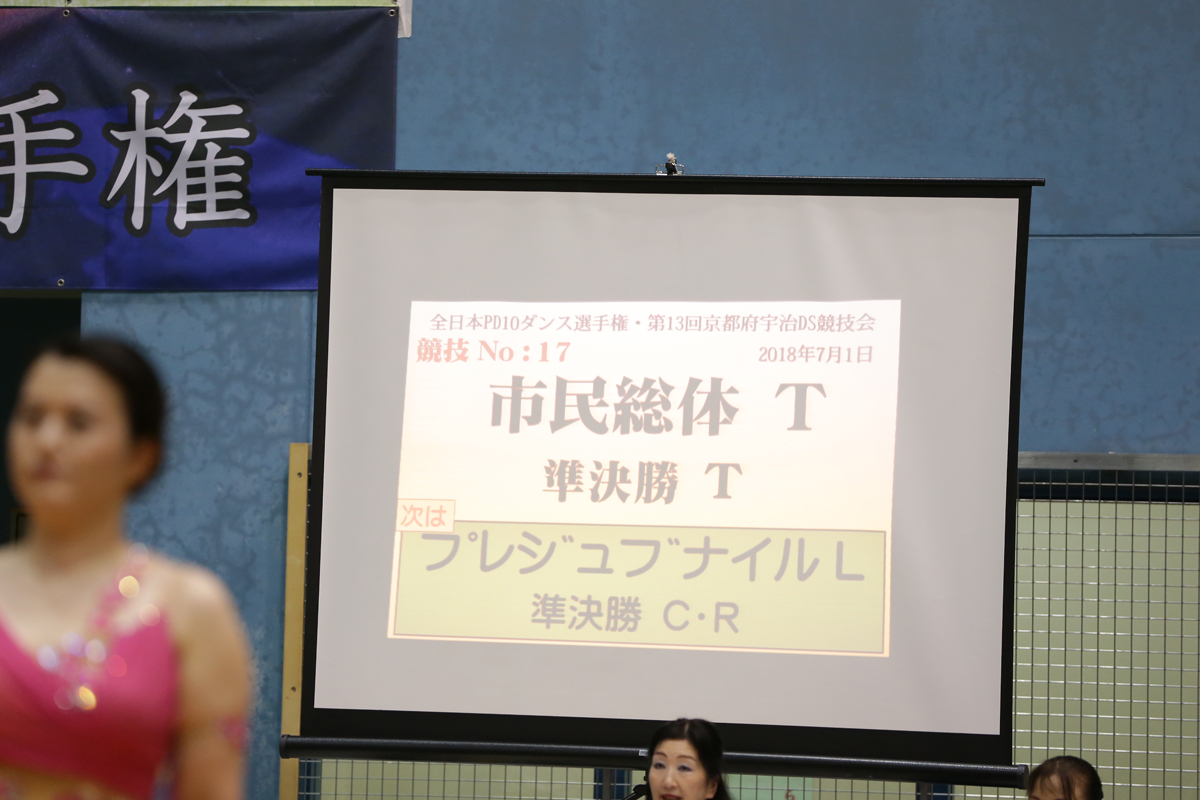 手権
全日本PD10ダンス選手権・第13回京都府宇治DS競技会
競技 No:17
2018年7月1日
市民総体 T
準決勝 T
次は
プレジュブナイル L
準決勝 C・R